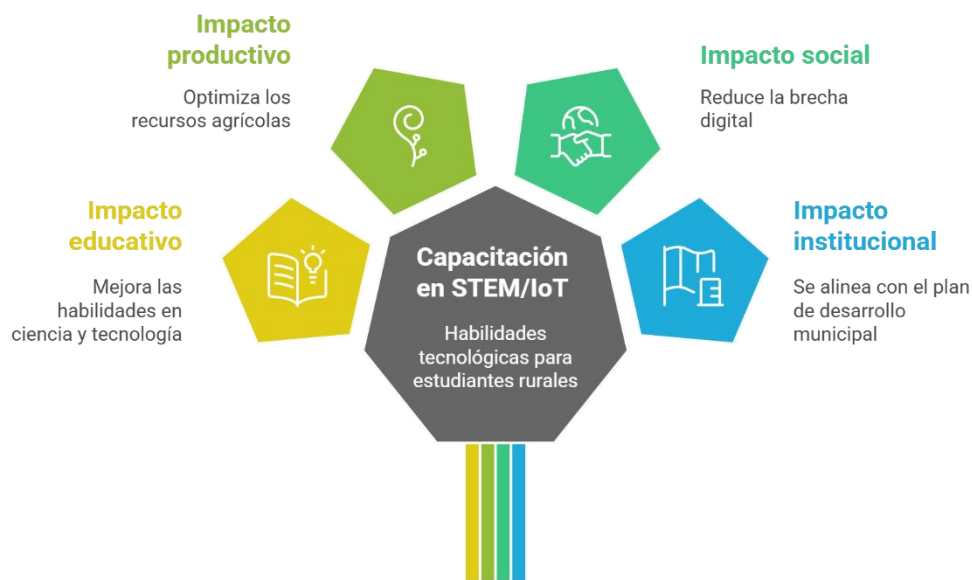 Impacto
productivo
Optimiza los
recursos agrícolas
Impacto social
Reduce la brecha
digital
Impacto
educativo
Mejora las
habilidades en
ciencia y tecnología
Capacitación
en STEM/IoT
Habilidades
tecnológicas para
estudiantes rurales
Impacto
institucional
Se alinea con el plan
de desarrollo
municipal